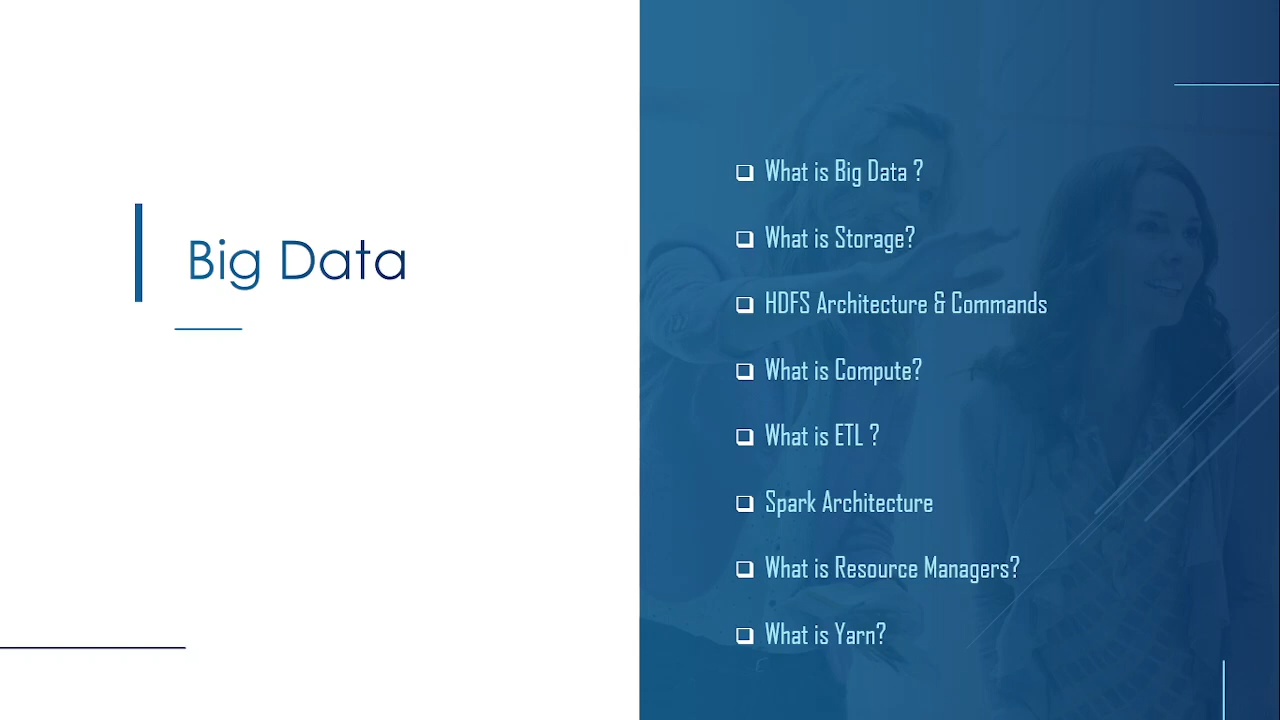 Big Data
What is Big Data ?
What is Storage?
HDFS Architecture & Commands
What is Compute?
What is ETL ?
Spark Architecture
What is Resource Managers?
What is Yarn?